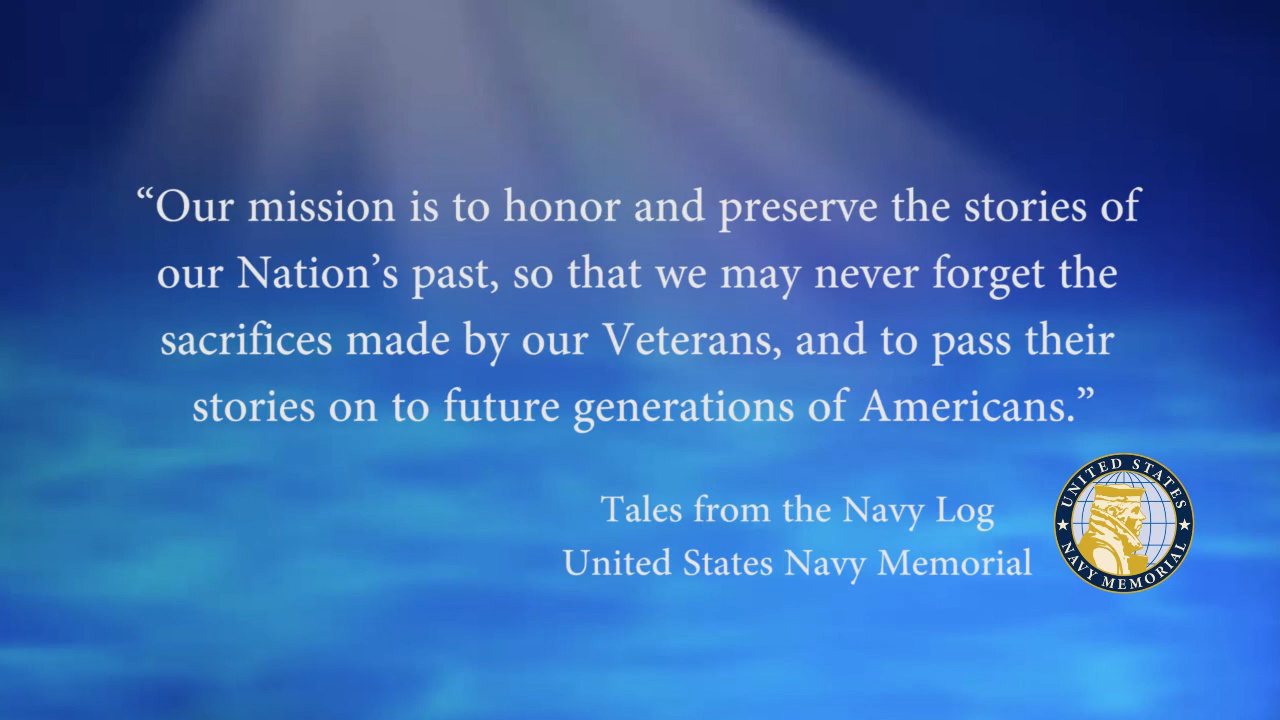 “Our mission is to honor and preserve the stories of
our Nation’s past, so that we may never forget the
sacrifices made by our Veterans, and to pass their
stories on to future generations of Americans.”
Tales from the Navy Log
United States Navy Memorial
UNITED STATES
NAVY MEMORIAL